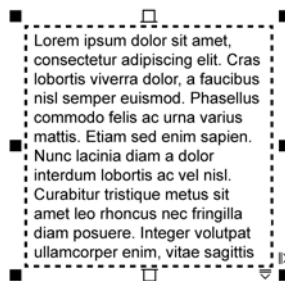 Lorem ipsum dolor sit amet,
consectetur adipiscing elit. Cras
lobortis viverra dolor, a faucibus
nisl semper euismod. Phasellus
commodo felis ac urna varius
mattis. Etiam sed enim sapien.
Nunc lacinia diam a dolor
interdum lobortis ac vel nisl.
Curabitur tristique metus sit
amet leo rhoncus nec fringilla
diam posuere. Integer volutpat
ullamcorper enim, vitae sagittis